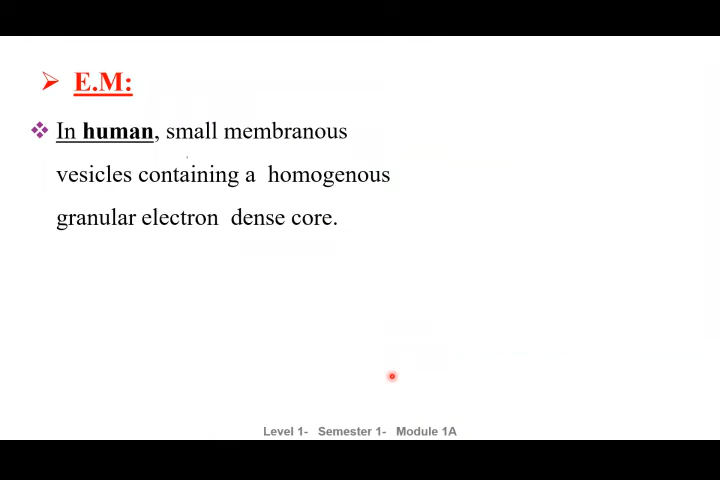 E.M:
In human, small membranous
vesicles containing a homogenous
granular electron dense core.
Level 1- Semester 1- Module 1A